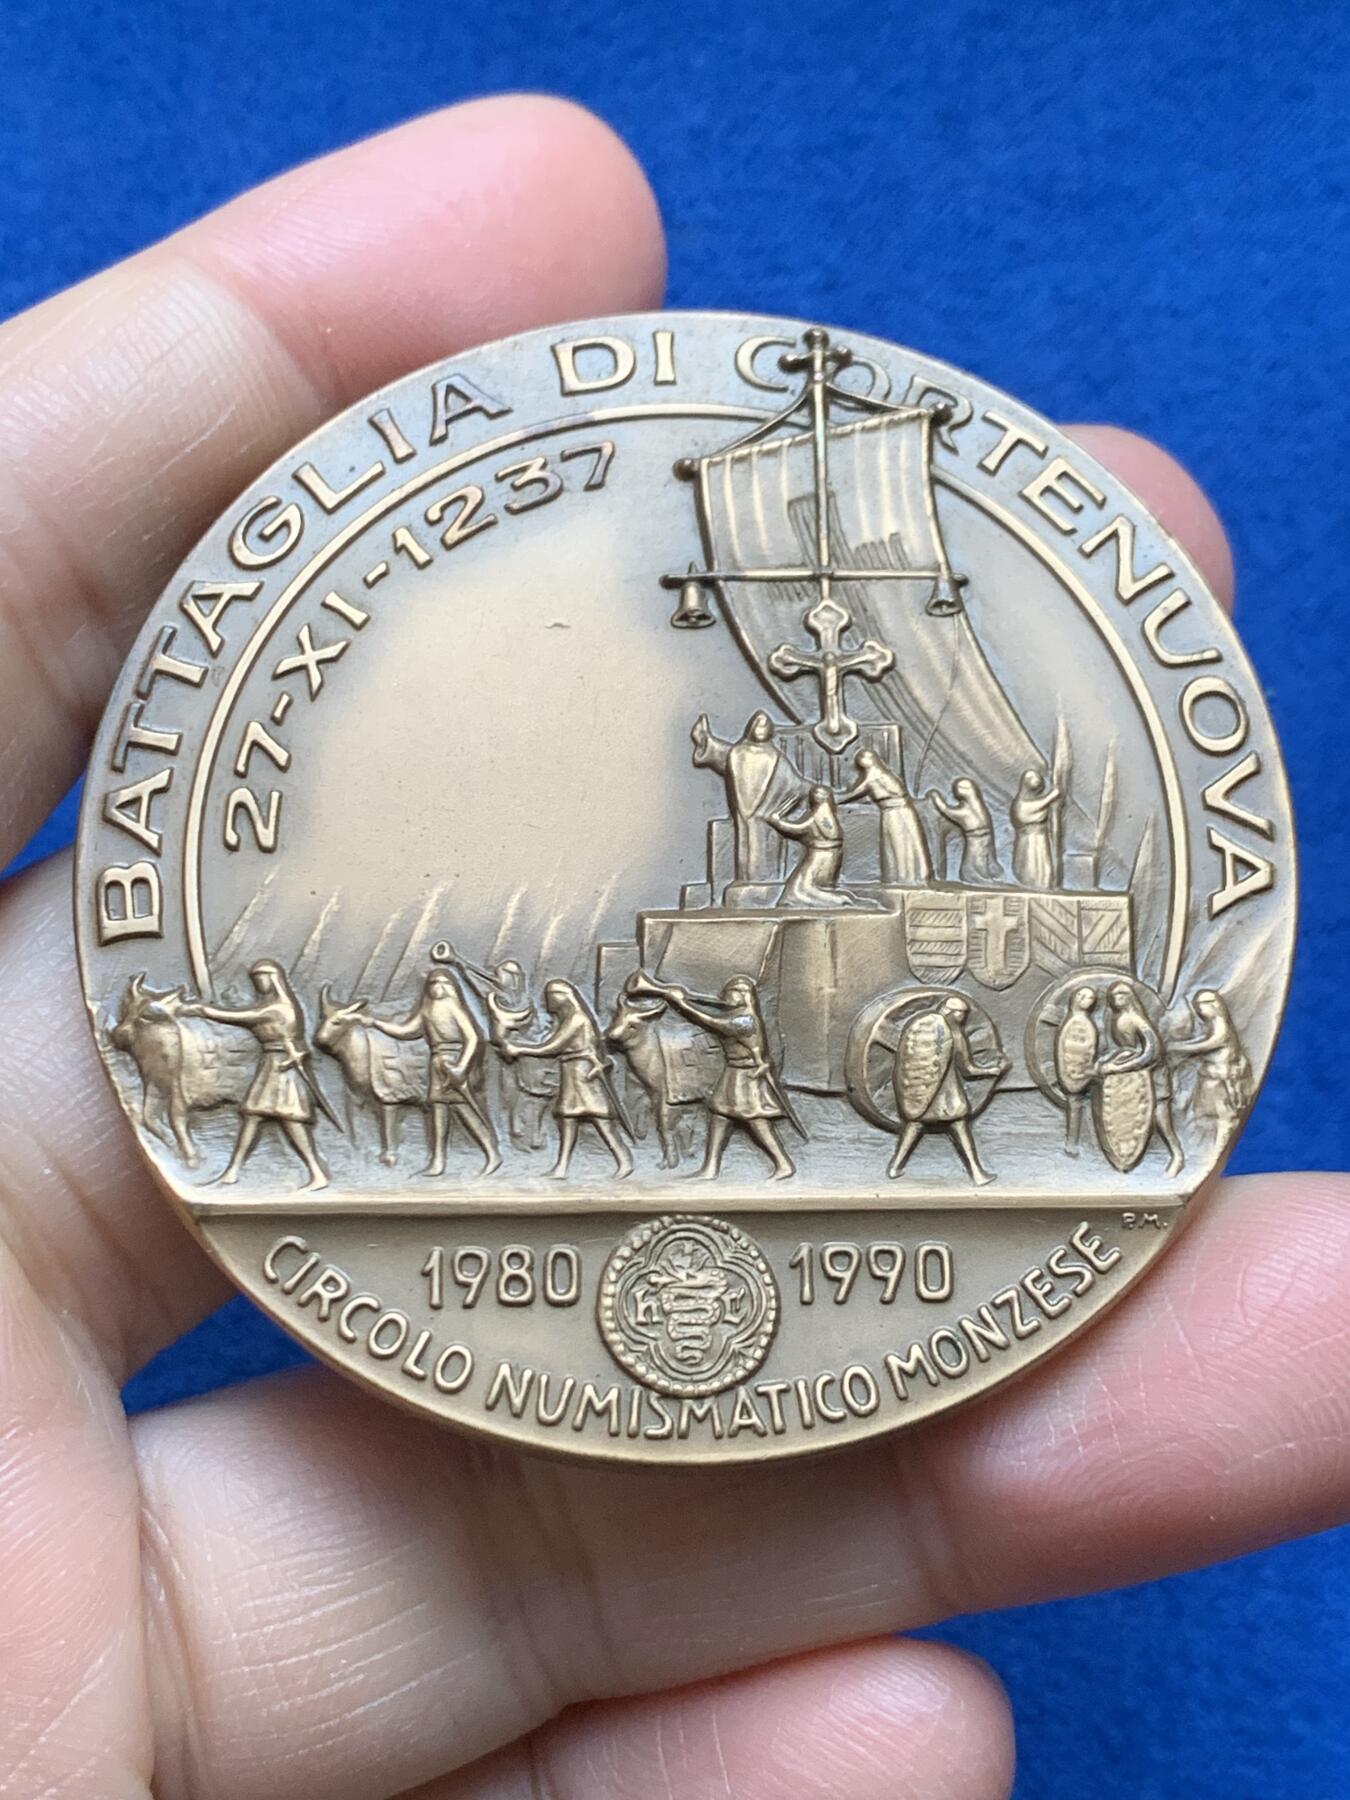 BATTAGLIA DI CORTENUOVA
27-XI-1237
P.M.
1980 1990
CIRCOLO NUMISMATICO MONZESE